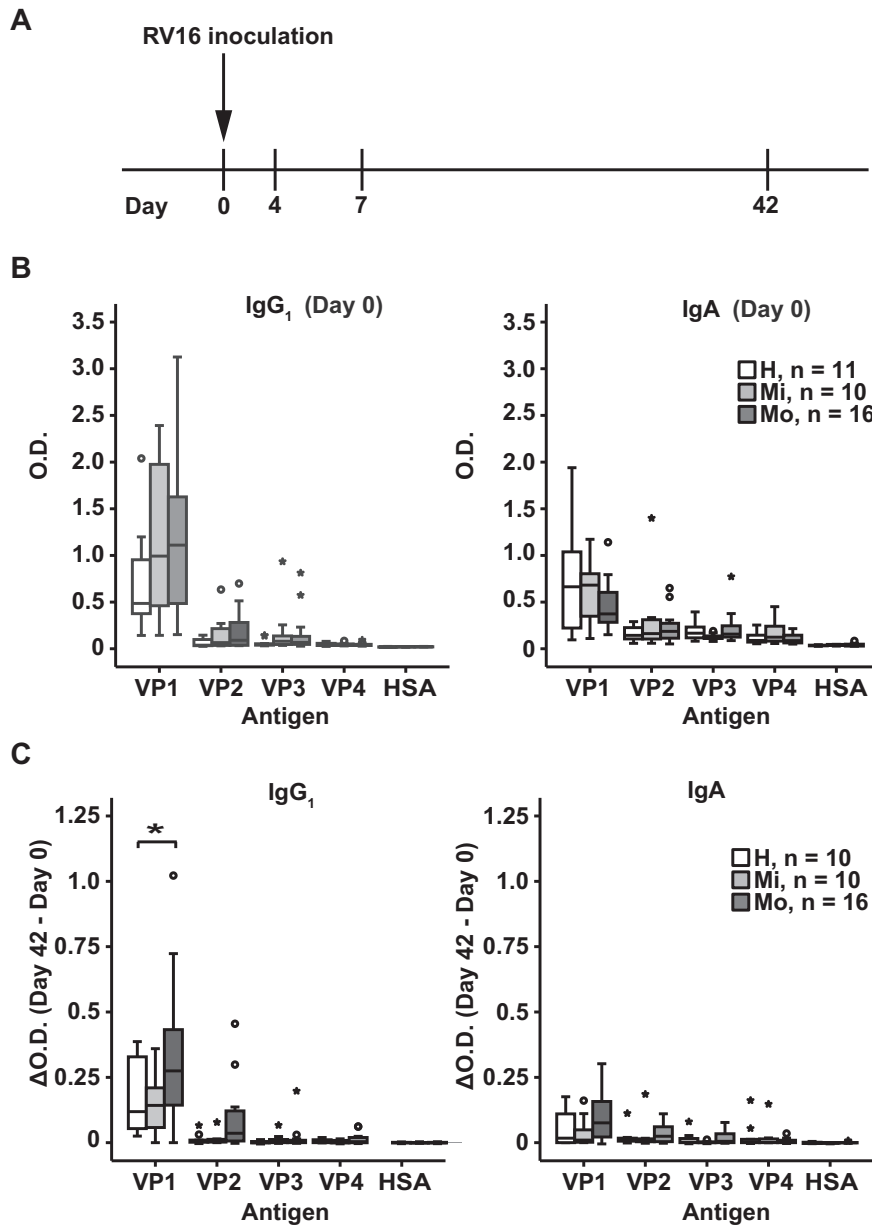 A
RV16 inoculation
Day 0 4 7 42
B
IgG1 (Day 0)
3.5
3.0
2.5
2.0
1.5
1.0
0.5
0
O.D.
VP1 VP2 VP3 VP4 HSA
Antigen
IgA (Day 0)
3.5
3.0
2.5
2.0
1.5
1.0
0.5
0
O.D.
H, n = 11
Mi, n = 10
Mo, n = 16
VP1 VP2 VP3 VP4 HSA
Antigen
C
IgG1
1.25
1.0
0.75
0.5
0.25
0
ΔO.D. (Day 42 - Day 0)
*
VP1 VP2 VP3 VP4 HSA
Antigen
IgA
1.25
1.0
0.75
0.5
0.25
0
ΔO.D. (Day 42 - Day 0)
H, n = 10
Mi, n = 10
Mo, n = 16
VP1 VP2 VP3 VP4 HSA
Antigen